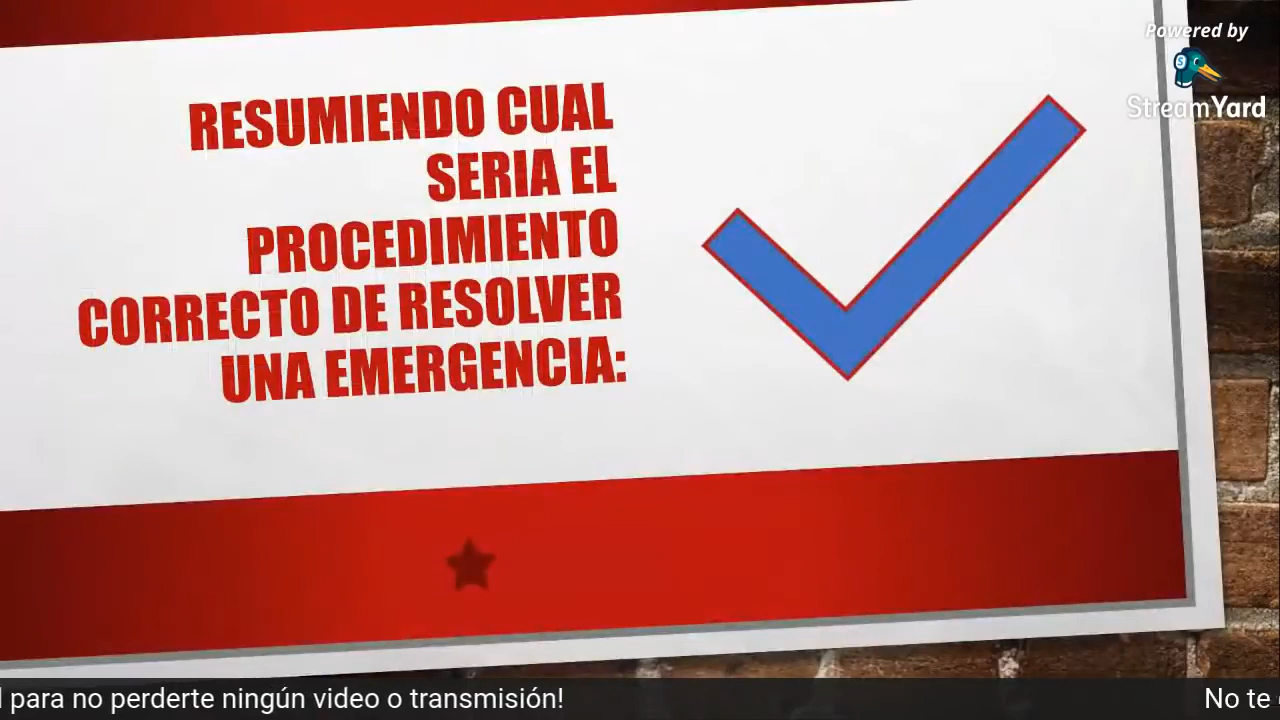 Powered by
StreamYard
RESUMIENDO CUAL
SERIA EL
PROCEDIMIENTO
CORRECTO DE RESOLVER
UNA EMERGENCIA:
para no perderte ningún video o transmisión!
No te